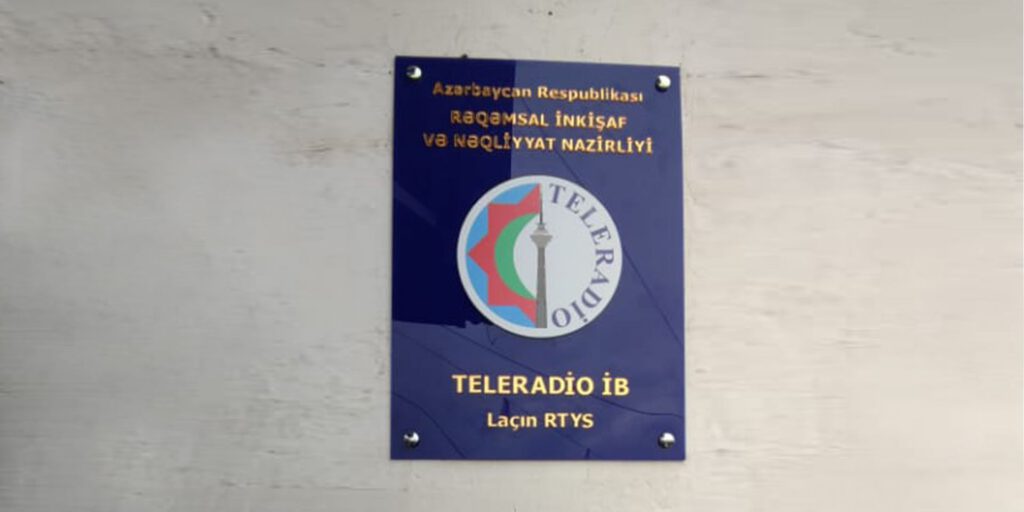 Azərbaycan Respublikası
RƏQƏMSAL İNKİŞAF
VƏ NƏQLİYYAT NAZİRLİYİ
TELERADİO
TELERADİO İB
Laçın RTYS